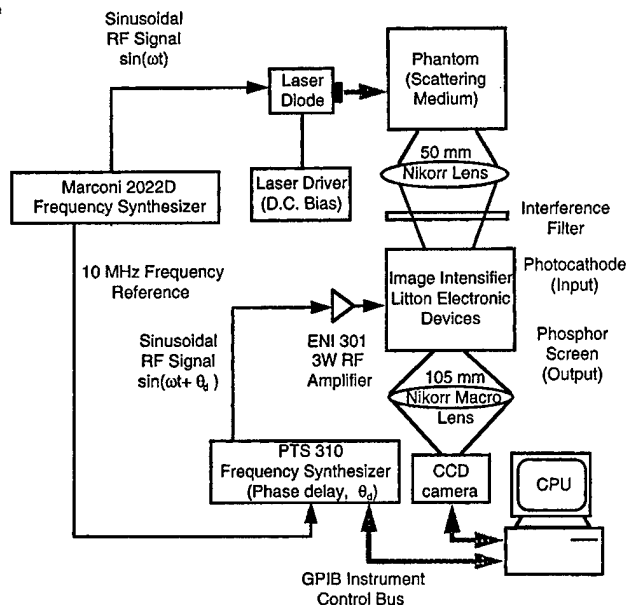 Sinusoidal
RF Signal
sin(ωt)
Laser
Diode
Phantom
(Scattering
Medium)
50 mm
Nikorr Lens
Marconi 2022D
Frequency Synthesizer
Laser Driver
(D.C. Bias)
Interference
Filter
10 MHz Frequency
Reference
Image Intensifier
Litton Electronic
Devices
Photocathode
(Input)
Sinusoidal
RF Signal
sin(ωt+ θd )
ENI 301
3W RF
Amplifier
Phosphor
Screen
(Output)
105 mm
Nikorr Macro
Lens
PTS 310
Frequency Synthesizer
(Phase delay, θd)
CCD
camera
CPU
GPIB Instrument
Control Bus